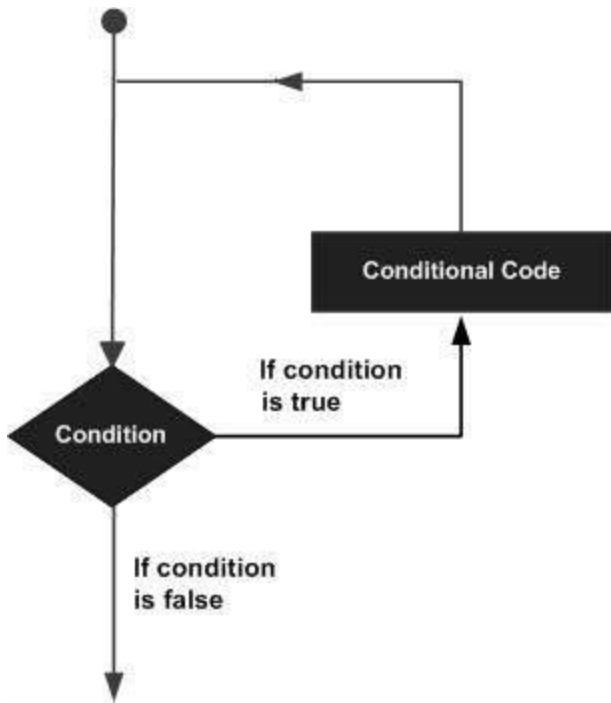 Conditional Code
If condition
is true
Condition
If condition
is false